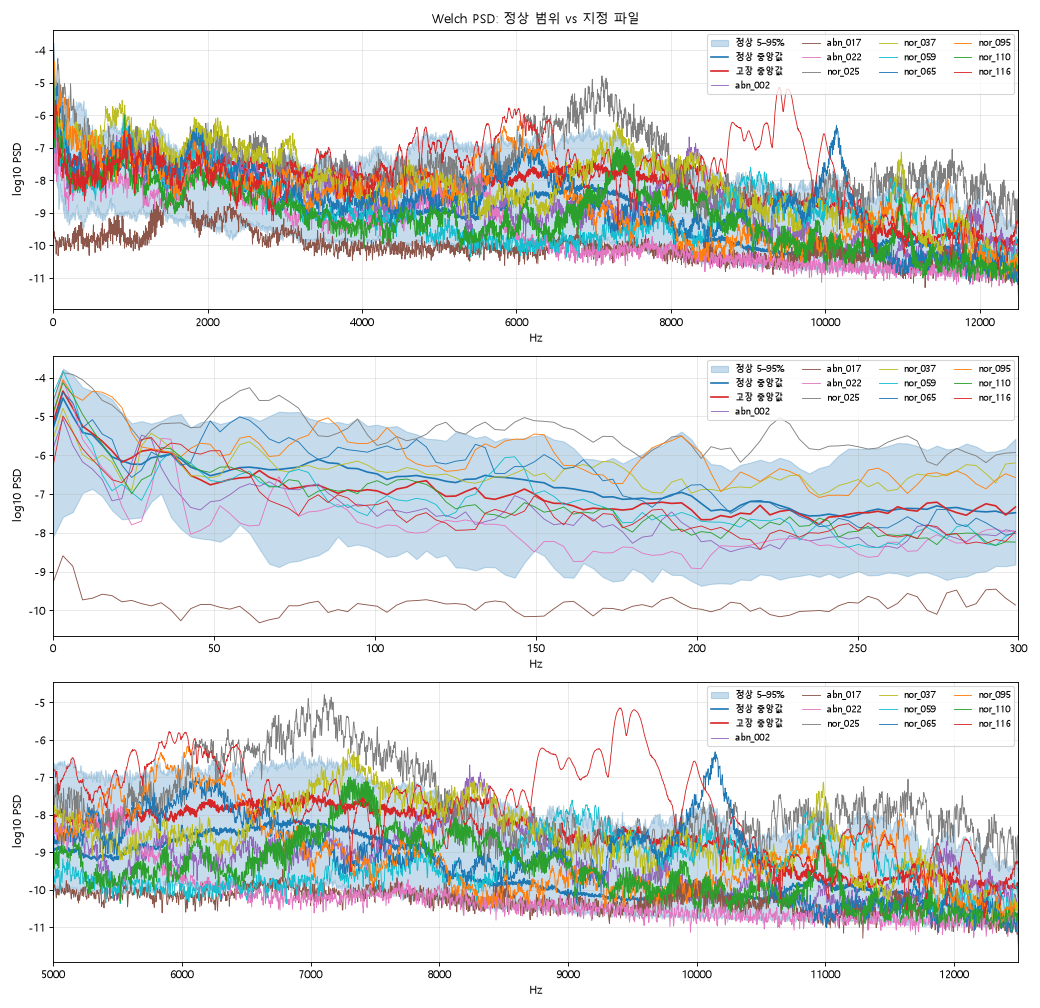 Welch PSD: 정상 범위 vs 지정 파일
정상 5–95% abn_017 nor_037 nor_095
정상 중앙값 abn_022 nor_059 nor_110
고장 중앙값 nor_025 nor_065 nor_116
abn_002
-4
-5
-6
-7
-8
-9
-10
-11
log10 PSD
0 2000 4000 6000 8000 10000 12000
Hz
정상 5–95% abn_017 nor_037 nor_095
정상 중앙값 abn_022 nor_059 nor_110
고장 중앙값 nor_025 nor_065 nor_116
abn_002
-4
-5
-6
-7
-8
-9
-10
log10 PSD
0 50 100 150 200 250 300
Hz
정상 5–95% abn_017 nor_037 nor_095
정상 중앙값 abn_022 nor_059 nor_110
고장 중앙값 nor_025 nor_065 nor_116
abn_002
-5
-6
-7
-8
-9
-10
-11
log10 PSD
5000 6000 7000 8000 9000 10000 11000 12000
Hz